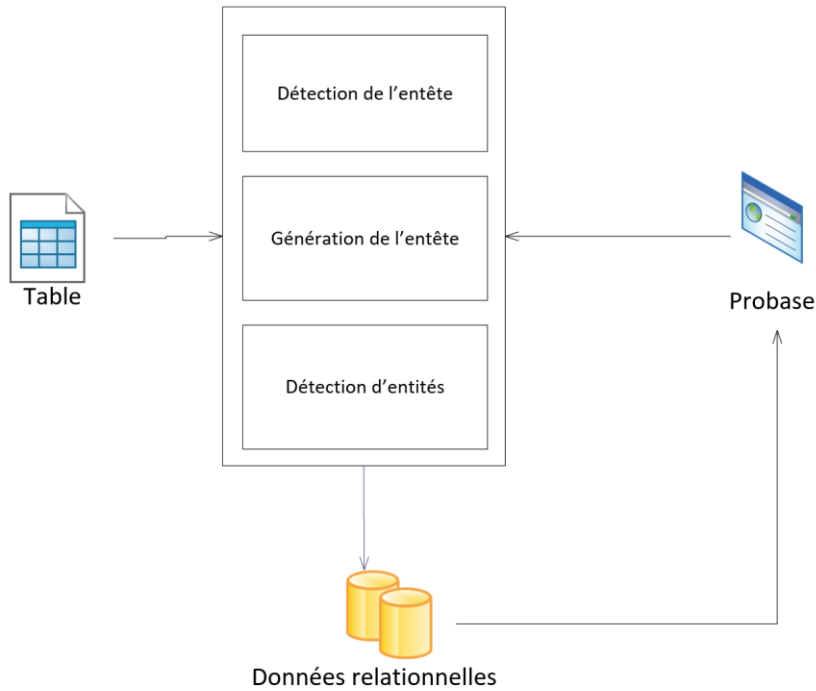 Détection de l'entête
Génération de l'entête
Détection d'entités
Table
Probase
Données relationnelles